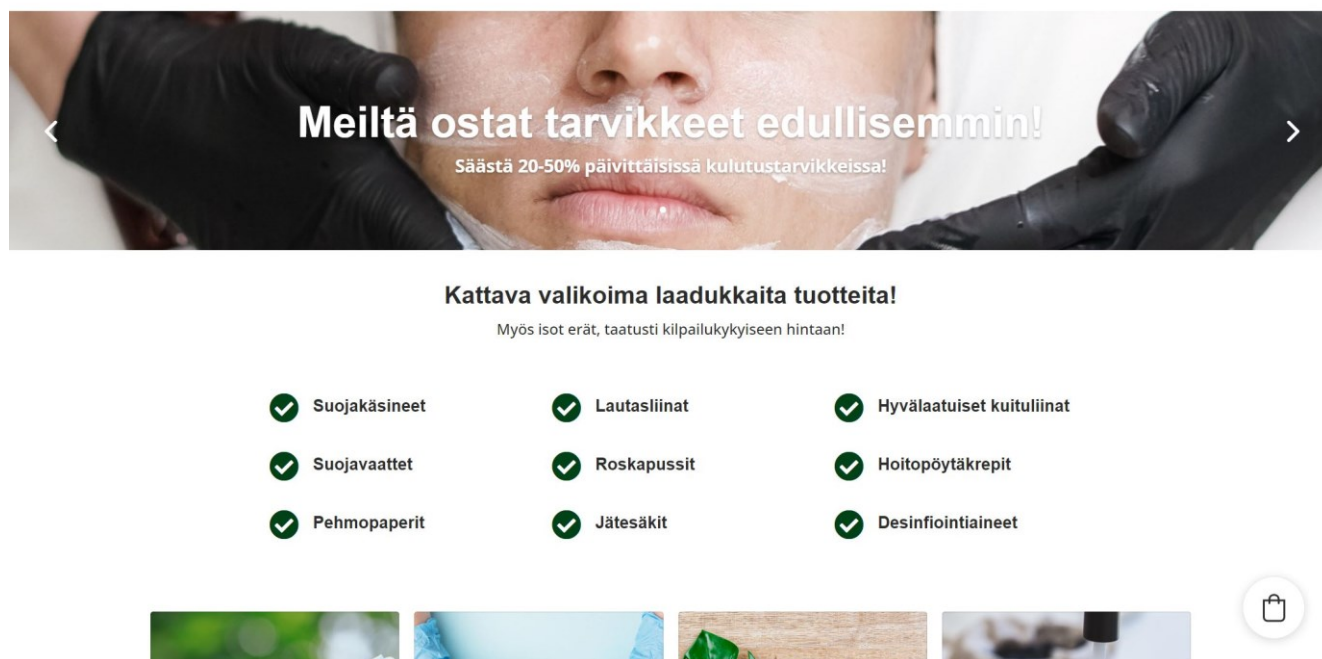 Meiltä ostat tarvikkeet edullisemmin!
Säästä 20-50% päivittäisissä kulutustarvikkeissa!
Kattava valikoima laadukkaita tuotteita!
Myös isot erät, taatusti kilpailukykyiseen hintaan!
Suojakäsineet
Lautasliinat
Hyvälaatuiset kuituliinat
Suojavaattet
Roskapussit
Hoitopöytäkrepit
Pehmopaperit
Jätesäkit
Desinfiointiaineet